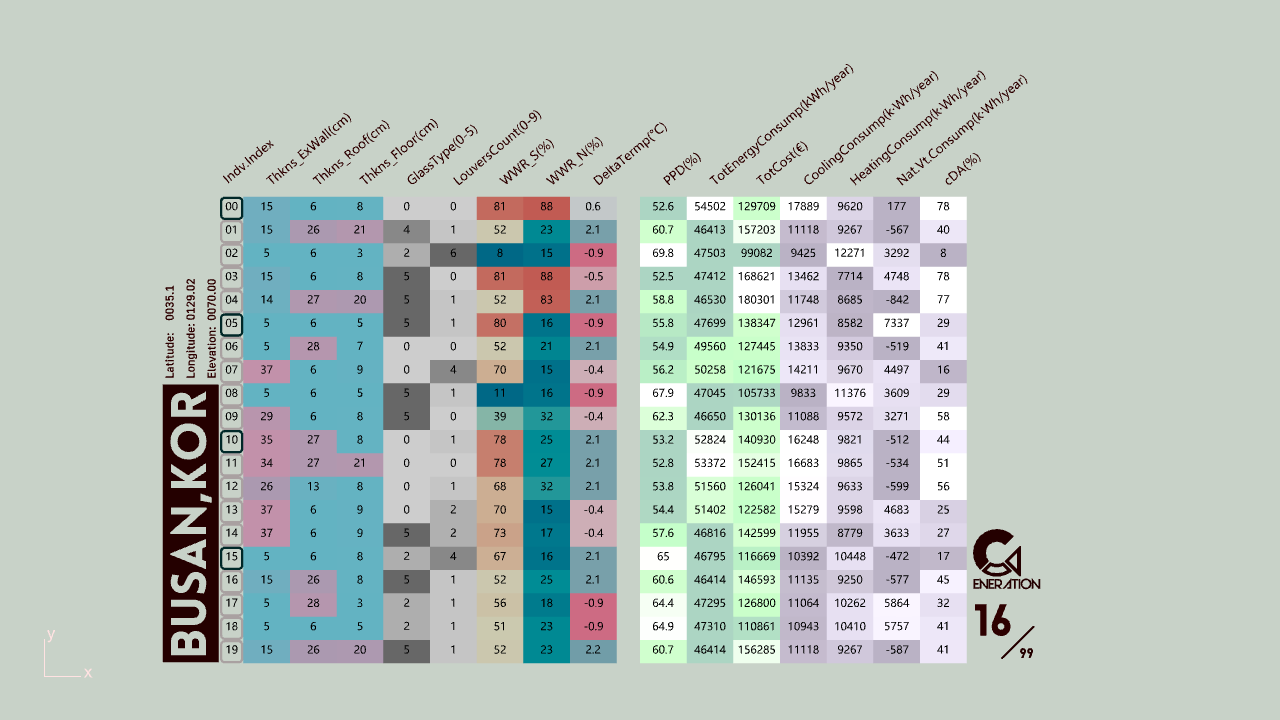 Indv.Index Thkns_ExWall(cm) Thkns_Roof(cm) Thkns_Floor(cm) GlassType(0-5) LouversCount(0-9) WWR_S(%) WWR_N(%) DeltaTermp(°C) PPD(%) TotEnergyConsump(kWh/year) TotCost(€) CoolingConsump(k·Wh/year) HeatingConsump(k·Wh/year) Nat.Vt.Consump(k·Wh/year) cDA(%)
00 15 6 8 0 0 81 88 0.6 52.6 54502 129709 17889 9620 177 78
01 15 26 21 4 1 52 23 2.1 60.7 46413 157203 11118 9267 -567 40
02 5 6 3 2 6 8 15 -0.9 69.8 47503 99082 9425 12271 3292 8
03 15 6 8 5 0 81 88 -0.5 52.5 47412 168621 13462 7714 4748 78
04 14 27 20 5 1 52 83 2.1 58.8 46530 180301 11748 8685 -842 77
05 5 6 5 5 1 80 16 -0.9 55.8 47699 138347 12961 8582 7337 29
06 5 28 7 0 0 52 21 2.1 54.9 49560 127445 13833 9350 -519 41
07 37 6 9 0 4 70 15 -0.4 56.2 50258 121675 14211 9670 4497 16
08 5 6 5 5 1 11 16 -0.9 67.9 47045 105733 9833 11376 3609 29
09 29 6 8 5 0 39 32 -0.4 62.3 46650 130136 11088 9572 3271 58
10 35 27 8 0 1 78 25 2.1 53.2 52824 140930 16248 9821 -512 44
11 34 27 21 0 0 78 27 2.1 52.8 53372 152415 16683 9865 -534 51
12 26 13 8 0 1 68 32 2.1 53.8 51560 126041 15324 9633 -599 56
13 37 6 9 0 2 70 15 -0.4 54.4 51402 122582 15279 9598 4683 25
14 37 6 9 5 2 73 17 -0.4 57.6 46816 142599 11955 8779 3633 27
15 5 6 8 2 4 67 16 2.1 65 46795 116669 10392 10448 -472 17
16 15 26 8 5 1 52 25 2.1 60.6 46414 146593 11135 9250 -577 45
17 5 28 3 2 1 56 18 -0.9 64.4 47295 126800 11064 10262 5864 32
18 5 6 5 2 1 51 23 -0.9 64.9 47310 110861 10943 10410 5757 41
19 15 26 20 5 1 52 23 2.2 60.7 46414 156285 11118 9267 -587 41
Latitude: 0035.1
Longitude: 0129.02
Elevation: 0070.00
BUSAN,KOR
G
ENERATION
16/99
y
x